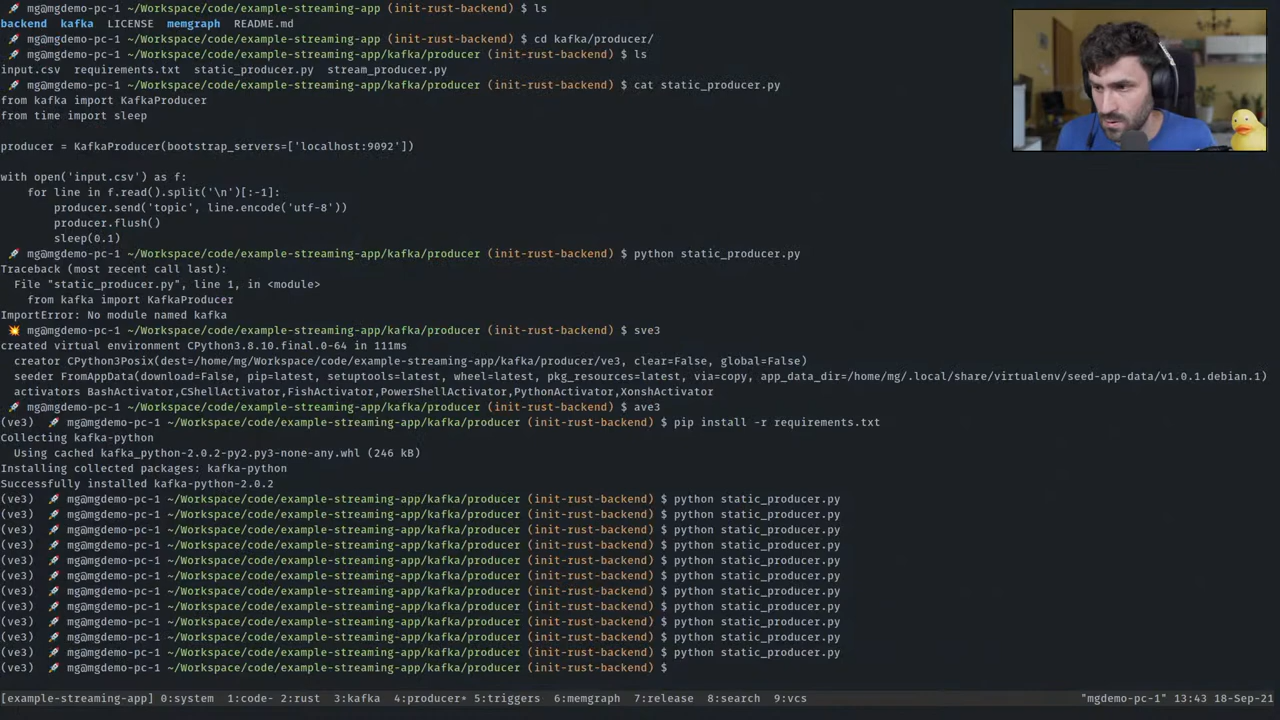 mg@mgdemo-pc-1 ~/Workspace/code/example-streaming-app (init-rust-backend) $ ls
backend  kafka  LICENSE  memgraph  README.md
mg@mgdemo-pc-1 ~/Workspace/code/example-streaming-app (init-rust-backend) $ cd kafka/producer/
mg@mgdemo-pc-1 ~/Workspace/code/example-streaming-app/kafka/producer (init-rust-backend) $ ls
input.csv  requirements.txt  static_producer.py  stream_producer.py
mg@mgdemo-pc-1 ~/Workspace/code/example-streaming-app/kafka/producer (init-rust-backend) $ cat static_producer.py
from kafka import KafkaProducer
from time import sleep
producer = KafkaProducer(bootstrap_servers=['localhost:9092'])
with open('input.csv') as f:
    for line in f.read().split('\n')[:-1]:
        producer.send('topic', line.encode('utf-8'))
        producer.flush()
        sleep(0.1)
mg@mgdemo-pc-1 ~/Workspace/code/example-streaming-app/kafka/producer (init-rust-backend) $ python static_producer.py
Traceback (most recent call last):
  File "static_producer.py", line 1, in <module>
    from kafka import KafkaProducer
ImportError: No module named kafka
mg@mgdemo-pc-1 ~/Workspace/code/example-streaming-app/kafka/producer (init-rust-backend) $ sve3
created virtual environment CPython3.8.10.final.0-64 in 111ms
  creator CPython3Posix(dest=/home/mg/Workspace/code/example-streaming-app/kafka/producer/ve3, clear=False, global=False)
  seeder FromAppData(download=False, pip=latest, setuptools=latest, wheel=latest, pkg_resources=latest, via=copy, app_data_dir=/home/mg/.local/share/virtualenv/seed-app-data/v1.0.1.debian.1)
  activators BashActivator,CShellActivator,FishActivator,PowerShellActivator,PythonActivator,XonshActivator
mg@mgdemo-pc-1 ~/Workspace/code/example-streaming-app/kafka/producer (init-rust-backend) $ ave3
(ve3) mg@mgdemo-pc-1 ~/Workspace/code/example-streaming-app/kafka/producer (init-rust-backend) $ pip install -r requirements.txt
Collecting kafka-python
  Using cached kafka_python-2.0.2-py2.py3-none-any.whl (246 kB)
Installing collected packages: kafka-python
Successfully installed kafka-python-2.0.2
(ve3) mg@mgdemo-pc-1 ~/Workspace/code/example-streaming-app/kafka/producer (init-rust-backend) $ python static_producer.py
(ve3) mg@mgdemo-pc-1 ~/Workspace/code/example-streaming-app/kafka/producer (init-rust-backend) $ python static_producer.py
(ve3) mg@mgdemo-pc-1 ~/Workspace/code/example-streaming-app/kafka/producer (init-rust-backend) $ python static_producer.py
(ve3) mg@mgdemo-pc-1 ~/Workspace/code/example-streaming-app/kafka/producer (init-rust-backend) $ python static_producer.py
(ve3) mg@mgdemo-pc-1 ~/Workspace/code/example-streaming-app/kafka/producer (init-rust-backend) $ python static_producer.py
(ve3) mg@mgdemo-pc-1 ~/Workspace/code/example-streaming-app/kafka/producer (init-rust-backend) $ python static_producer.py
(ve3) mg@mgdemo-pc-1 ~/Workspace/code/example-streaming-app/kafka/producer (init-rust-backend) $ python static_producer.py
(ve3) mg@mgdemo-pc-1 ~/Workspace/code/example-streaming-app/kafka/producer (init-rust-backend) $ python static_producer.py
(ve3) mg@mgdemo-pc-1 ~/Workspace/code/example-streaming-app/kafka/producer (init-rust-backend) $ python static_producer.py
(ve3) mg@mgdemo-pc-1 ~/Workspace/code/example-streaming-app/kafka/producer (init-rust-backend) $ python static_producer.py
(ve3) mg@mgdemo-pc-1 ~/Workspace/code/example-streaming-app/kafka/producer (init-rust-backend) $ python static_producer.py
(ve3) mg@mgdemo-pc-1 ~/Workspace/code/example-streaming-app/kafka/producer (init-rust-backend) $
[example-streaming-app] 0:system  1:code- 2:rust  3:kafka  4:producer* 5:triggers  6:memgraph  7:release  8:search  9:vcs "mgdemo-pc-1" 13:43 18-Sep-21